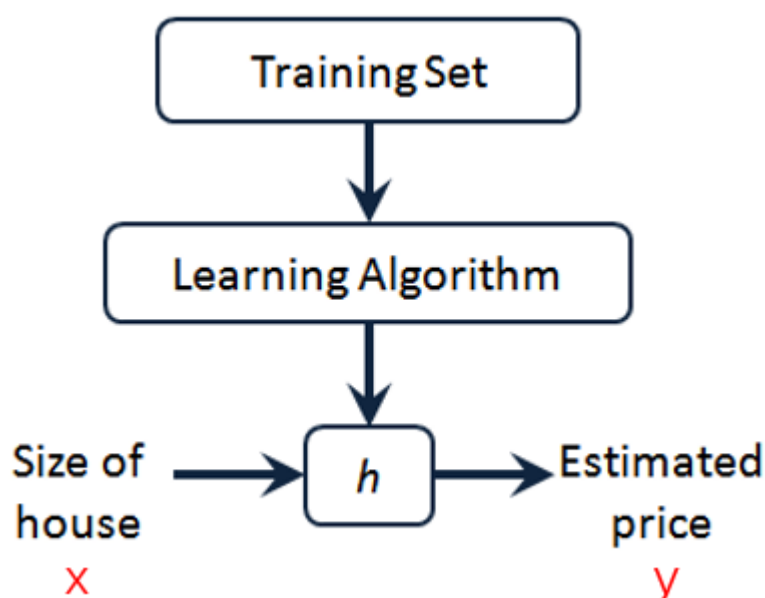 Training Set
Learning Algorithm
Size of
house
x
h
Estimated
price
y